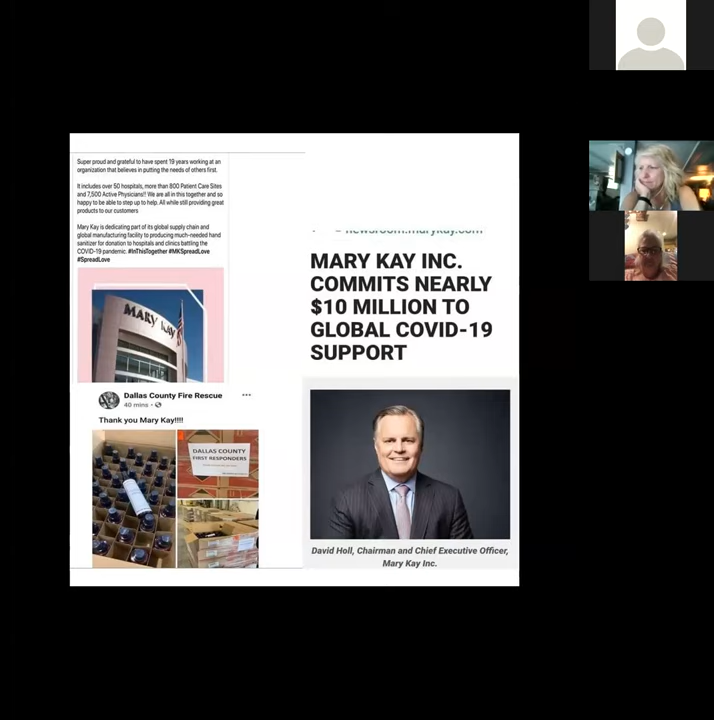 Super proud and grateful to have spent 19 years working at an
organization that believes in putting the needs of others first.
It includes over 50 hospitals, more than 800 Patient Care Sites
and 7,500 Active Physicians!! We are all in this together and so
happy to be able to step up to help. All while still providing great
products to our customers
Mary Kay is dedicating part of its global supply chain and
global manufacturing facility to producing much-needed hand
sanitizer for donation to hospitals and clinics battling the
COVID-19 pandemic. #InThisTogether #MKSpreadLove
#SpreadLove
MARY KAY
Dallas County Fire Rescue
40 mins ·
Thank you Mary Kay!!!!
DALLAS COUNTY
FIRST RESPONDERS
newsroom.marykay.com
MARY KAY INC.
COMMITS NEARLY
$10 MILLION TO
GLOBAL COVID-19
SUPPORT
David Holl, Chairman and Chief Executive Officer,
Mary Kay Inc.